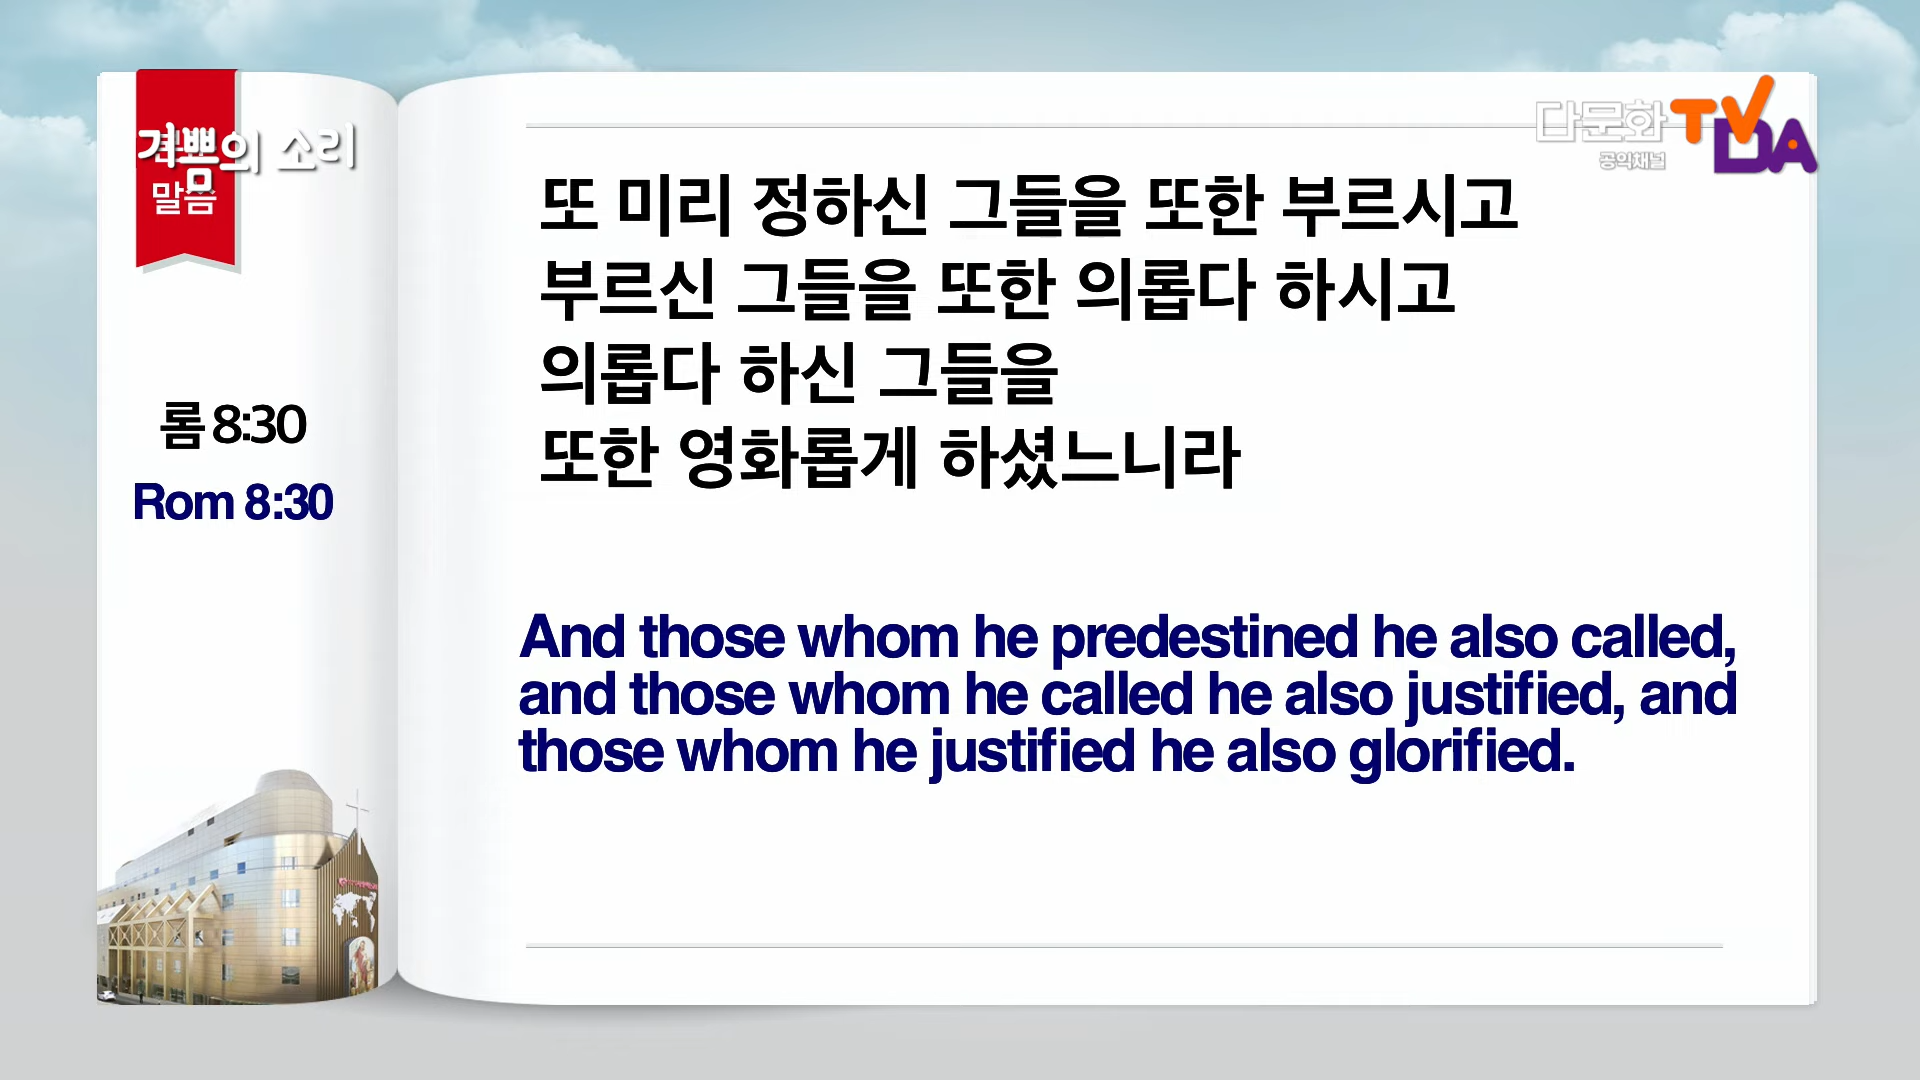 의 소리
말씀
다문화 TV
DA
공익채널
또 미리 정하신 그들을 또한 부르시고
부르신 그들을 또한 의롭다 하시고
의롭다 하신 그들을
또한 영화롭게 하셨느니라
롬 8:30
Rom 8:30
And those whom he predestined he also called,
and those whom he called he also justified, and
those whom he justified he also glorified.